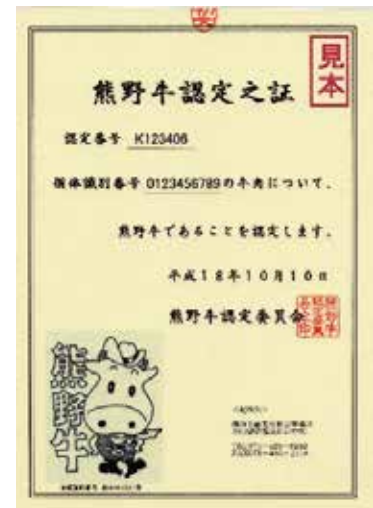 見本
熊野牛認定之証
認定番号 K123406
個体識別番号 0123456789の牛肉について、
熊野牛であることを認定します。
平成18年10月10日
熊野牛認定委員会
熊野牛